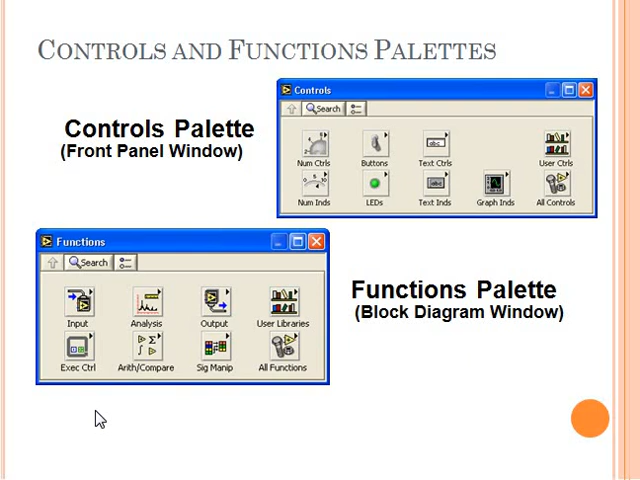 CONTROLS AND FUNCTIONS PALETTES
Controls Palette
(Front Panel Window)
Controls
Search
Num Ctrls Buttons Text Ctrls User Ctrls
Num Inds LEDs Text Inds Graph Inds All Controls
Functions
Search
Input Analysis Output User Libraries
Exec Ctrl Arith/Compare Sig Manip All Functions
Functions Palette
(Block Diagram Window)